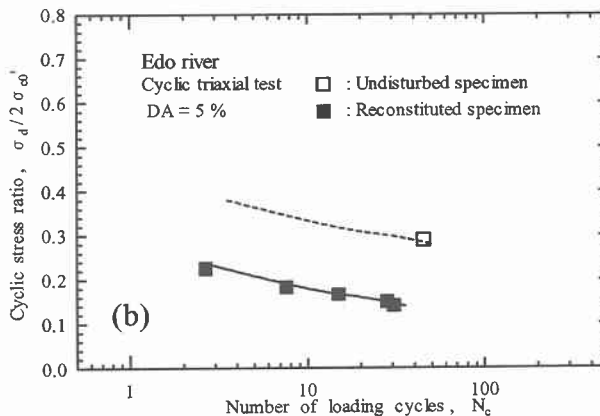 0.8
0.7
0.6
0.5
0.4
0.3
0.2
0.1
0.0
Cyclic stress ratio , σd/2 σc0'
Edo river
Cyclic triaxial test
DA = 5 %
: Undisturbed specimen
: Reconstituted specimen
(b)
1
10
100
Number of loading cycles , Nc